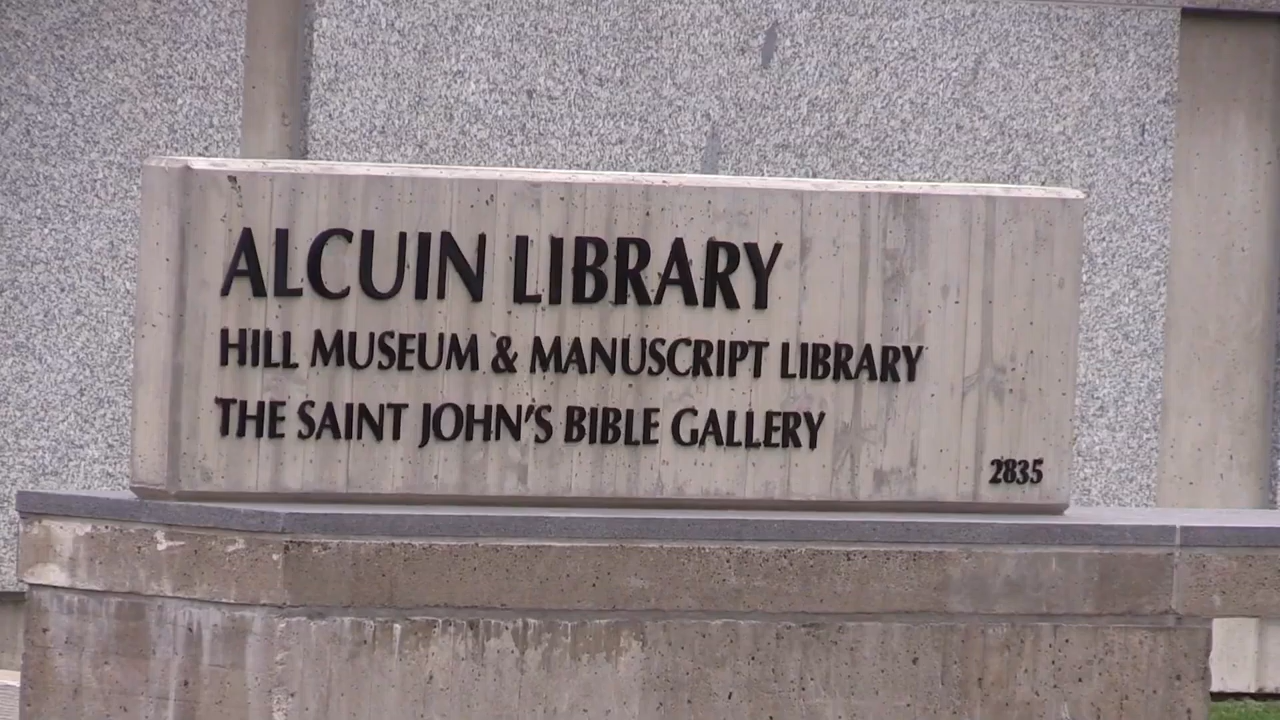 ALCUIN LIBRARY
HILL MUSEUM & MANUSCRIPT LIBRARY
THE SAINT JOHN'S BIBLE GALLERY
2835